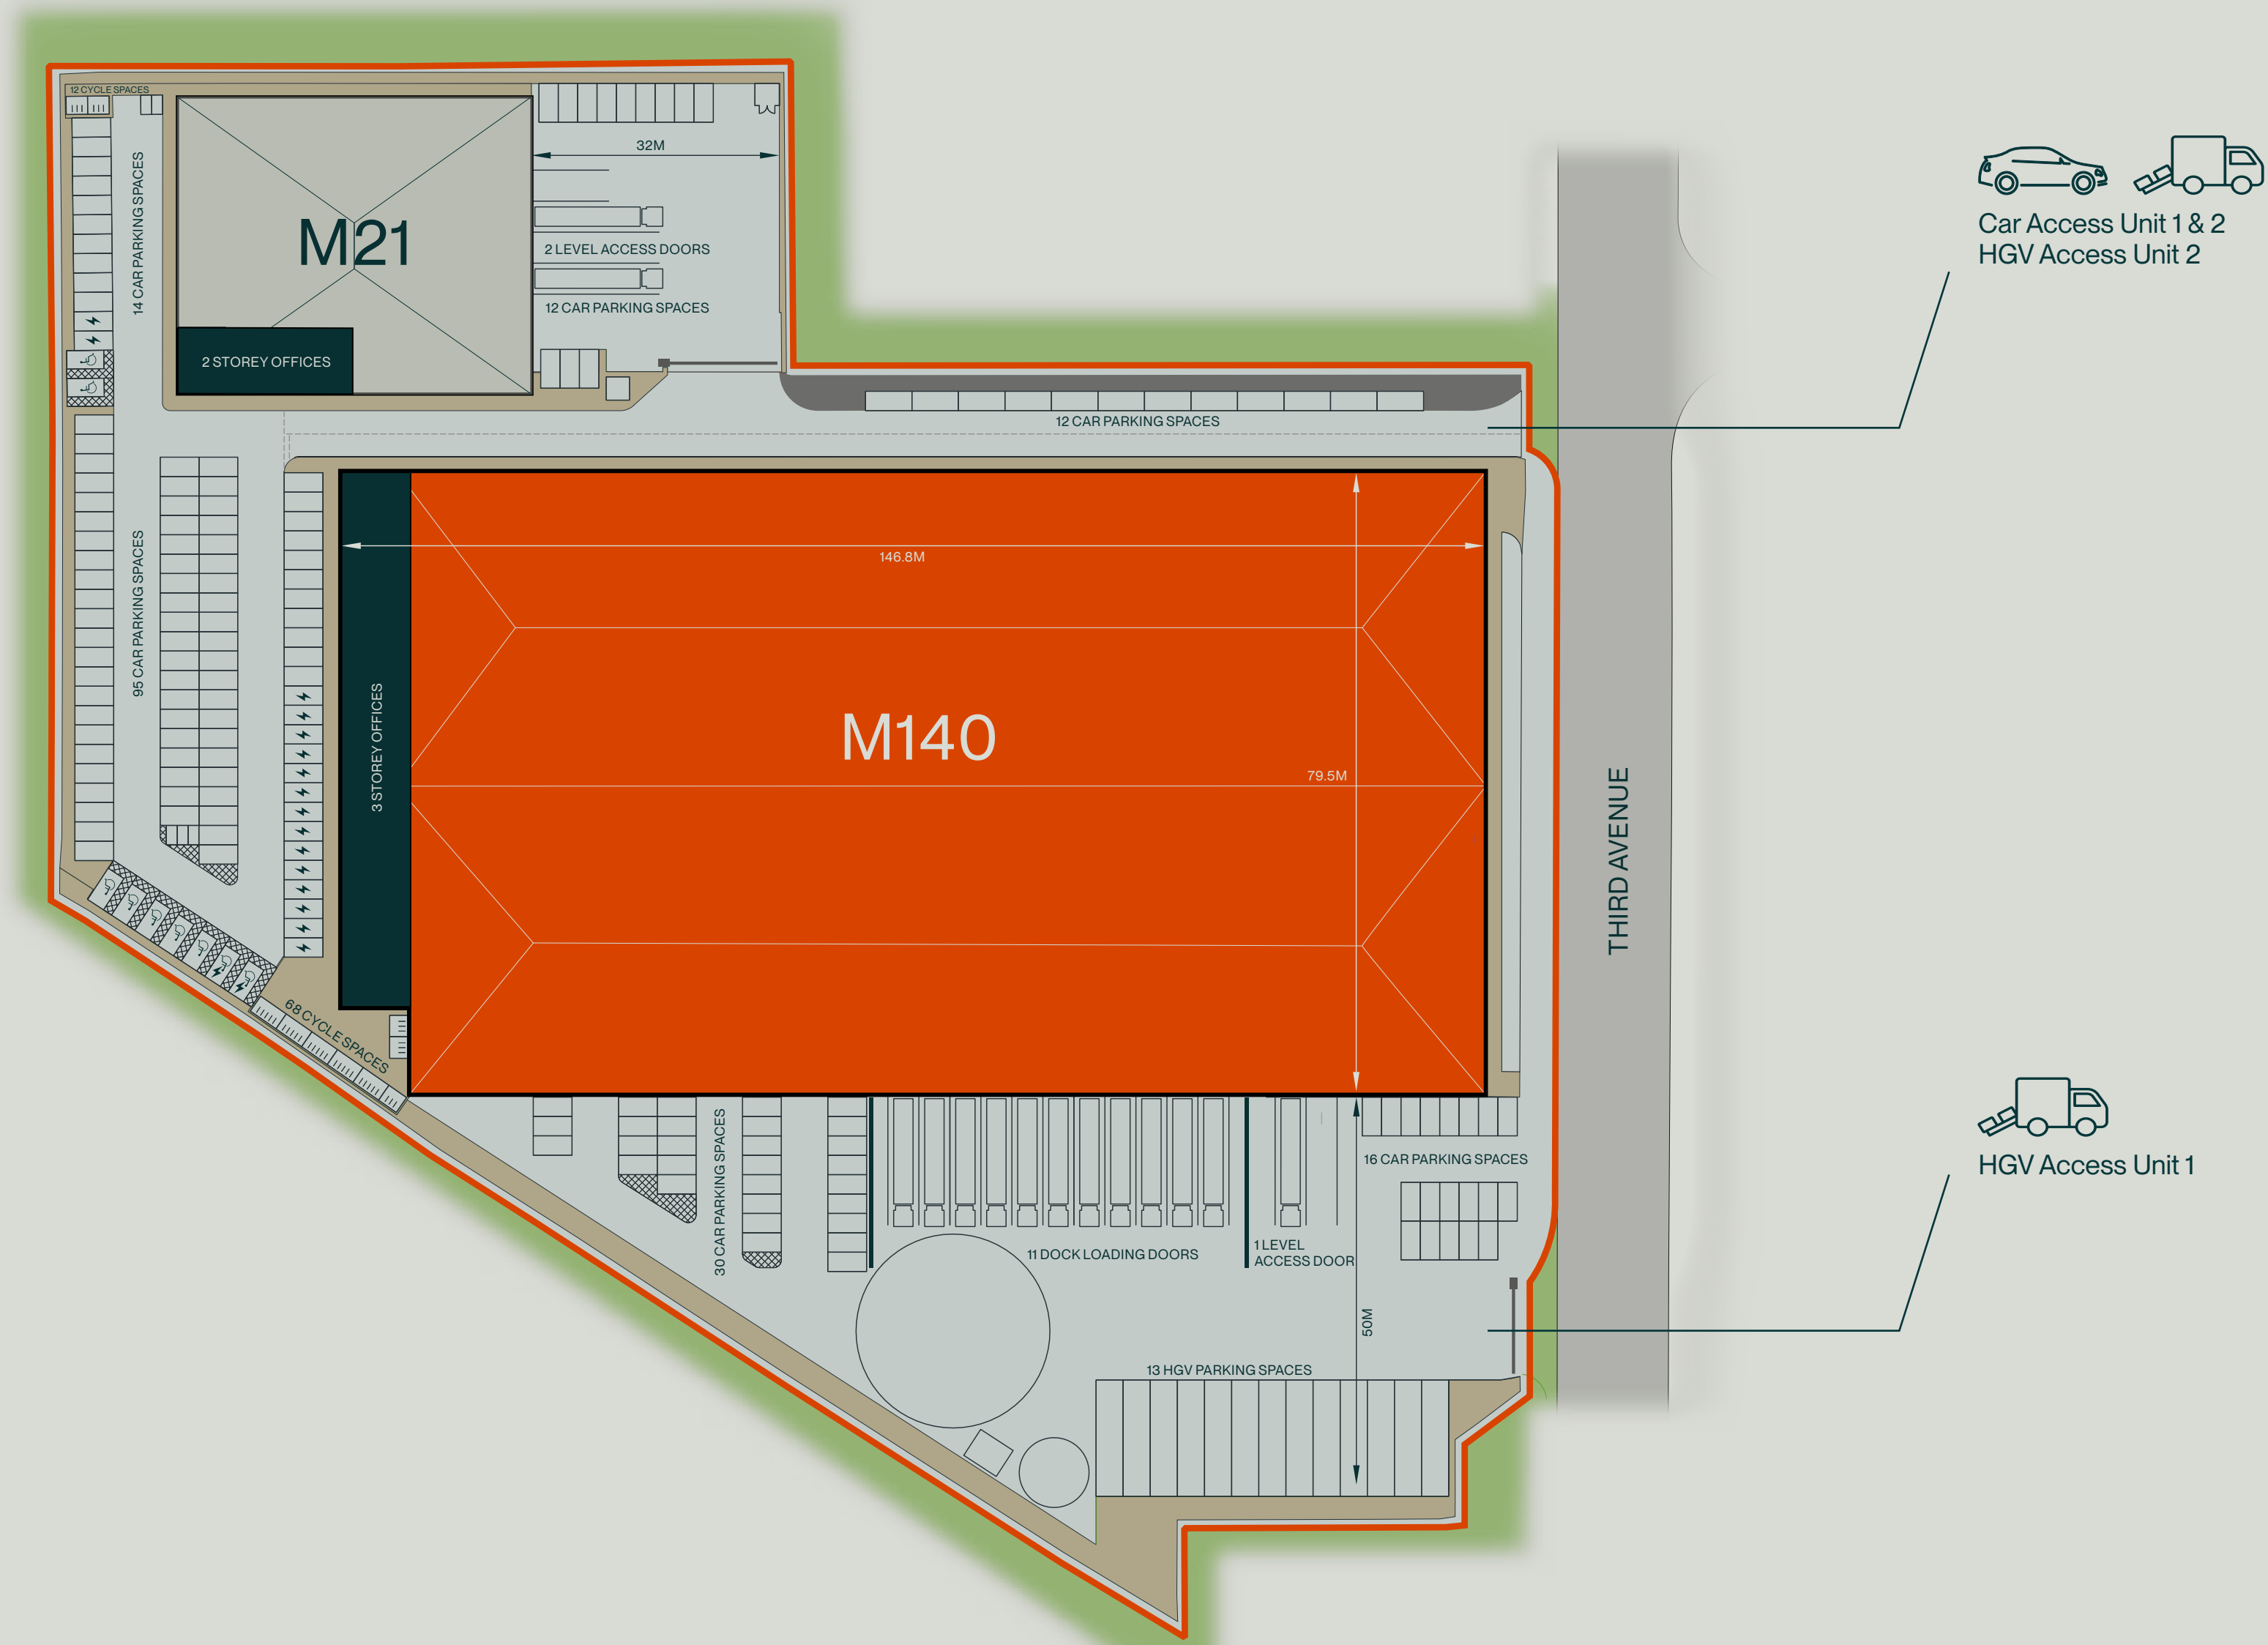 12 CYCLE SPACES
14 CAR PARKING SPACES
M21
2 STOREY OFFICES
32M
2 LEVEL ACCESS DOORS
12 CAR PARKING SPACES
12 CAR PARKING SPACES
Car Access Unit 1 & 2
HGV Access Unit 2
95 CAR PARKING SPACES
3 STOREY OFFICES
146.8M
M140
79.5M
THIRD AVENUE
68 CYCLE SPACES
30 CAR PARKING SPACES
11 DOCK LOADING DOORS
1 LEVEL
ACCESS DOOR
16 CAR PARKING SPACES
50M
13 HGV PARKING SPACES
HGV Access Unit 1